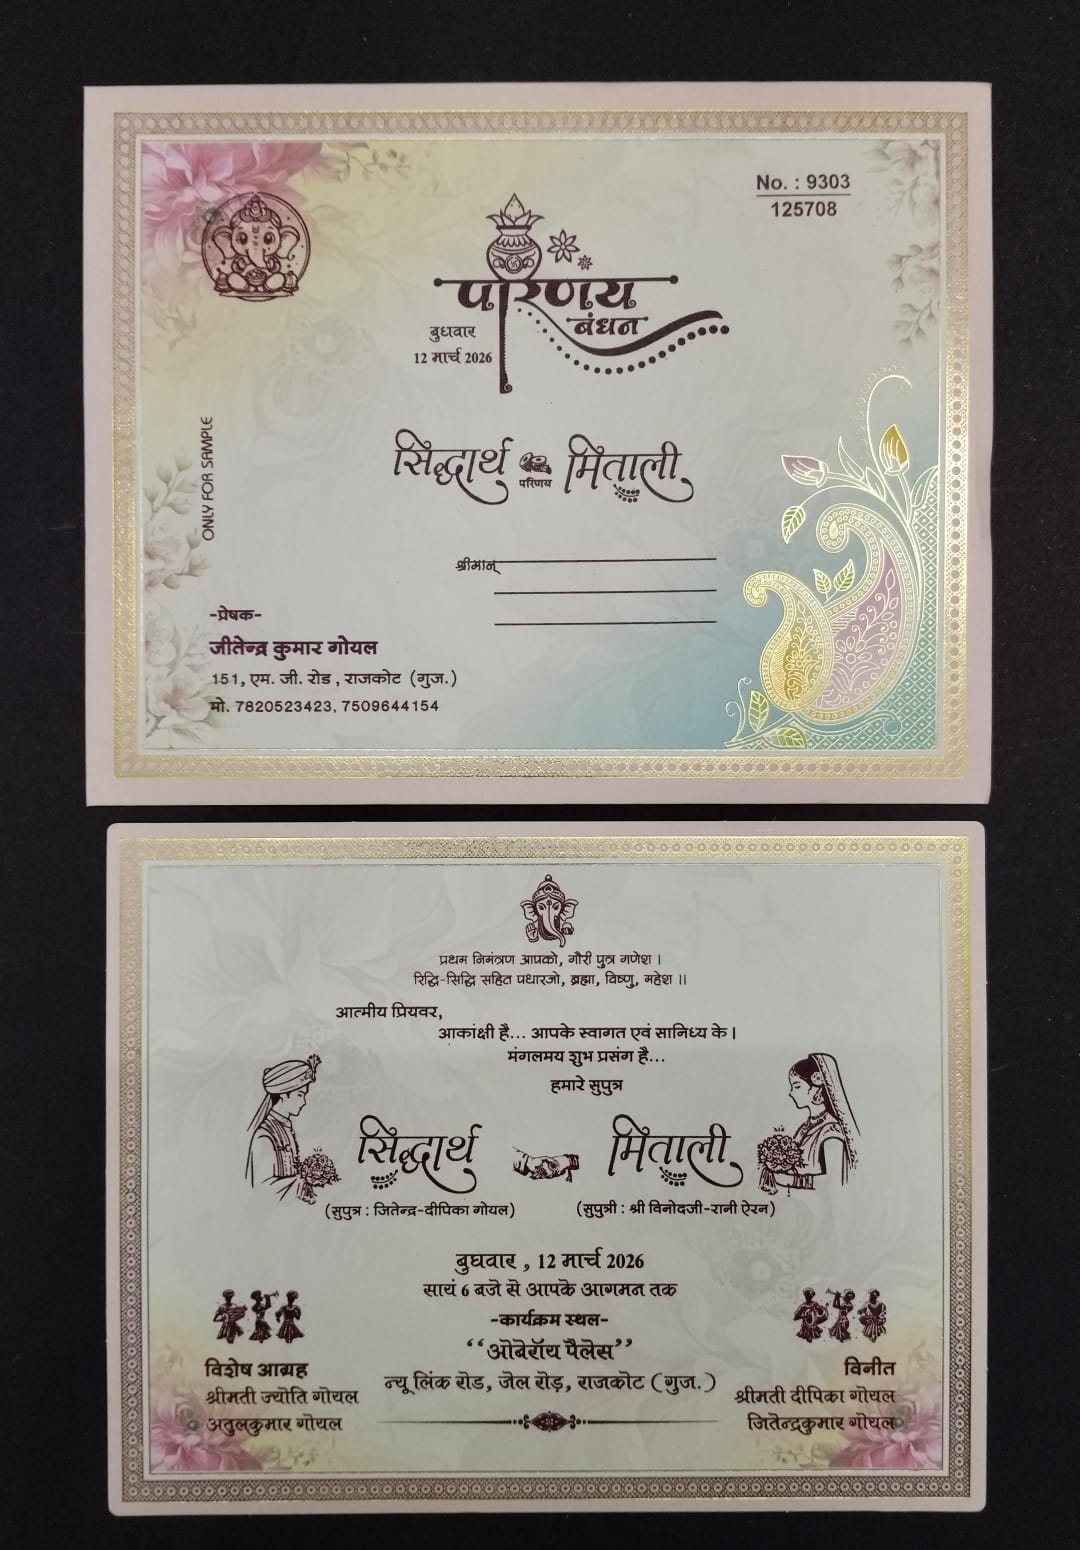 No. : 9303
125708
परिणय
बंधन
बुधवार
12 मार्च 2026
सिद्धार्थ परिणय मिताली
ONLY FOR SAMPLE
श्रीमान्
-प्रेषक-
जीतेन्द्र कुमार गोयल
151, एम. जी. रोड , राजकोट (गुज.)
मो. 7820523423, 7509644154
प्रथम निमंत्रण आपको, गौरी पुत्र गणेश ।
रिद्धि-सिद्धि सहित पधारजो, ब्रह्मा, विष्णु, महेश ।।
आत्मीय प्रियवर,
आकांक्षी है... आपके स्वागत एवं सानिध्य के।
मंगलमय शुभ प्रसंग है...
हमारे सुपुत्र
सिद्धार्थ मिताली
(सुपुत्र : जितेन्द्र-दीपिका गोयल) (सुपुत्री : श्री विनोदजी-रानी ऐरन)
बुघवार , 12 मार्च 2026
सायं 6 बजे से आपके आगमन तक
-कार्यक्रम स्थल-
“ओबेरॉय पैलेस”
न्यू लिंक रोड, जेल रोड़, राजकोट (गुज.)
विशेष आग्रह
श्रीमती ज्योति गोयल
अतुलकुमार गोयल
विनीत
श्रीमती दीपिका गोयल
जितेन्द्रकुमार गोयल